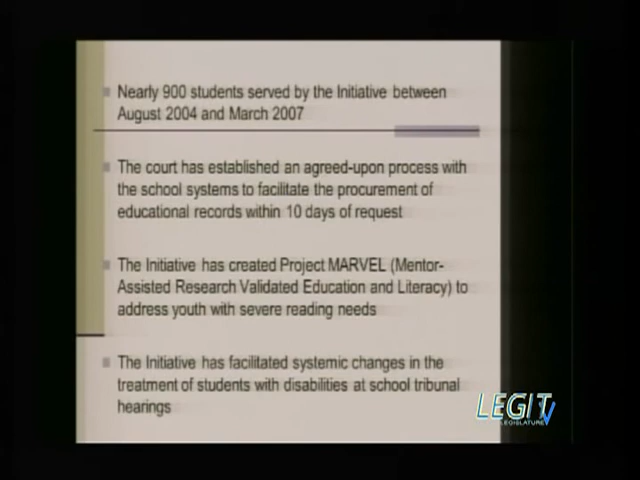 Nearly 900 students served by the Initiative between
August 2004 and March 2007
The court has established an agreed-upon process with
the school systems to facilitate the procurement of
educational records within 10 days of request
The Initiative has created Project MARVEL (Mentor-
Assisted Research Validated Education and Literacy) to
address youth with severe reading needs
The Initiative has facilitated systemic changes in the
treatment of students with disabilities at school tribunal
hearings
LEGIT
TV
LEGISLATURE